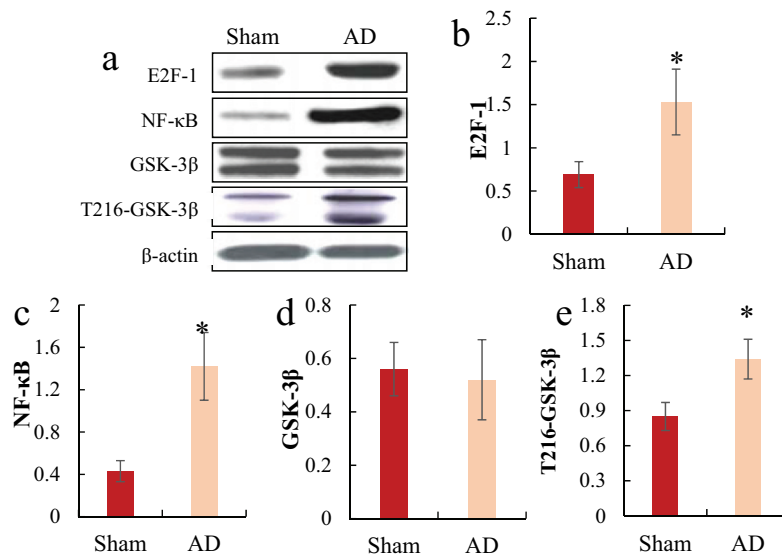 a
Sham AD
E2F-1
NF-κB
GSK-3β
T216-GSK-3β
β-actin
b
E2F-1
2.5
2
1.5
1
0.5
0
*
Sham AD
c
NF-κB
2
1.6
1.2
0.8
0.4
0
*
Sham AD
d
GSK-3β
0.8
0.6
0.4
0.2
0
Sham AD
e
T216-GSK-3β
1.8
1.5
1.2
0.9
0.6
0.3
0
*
Sham AD